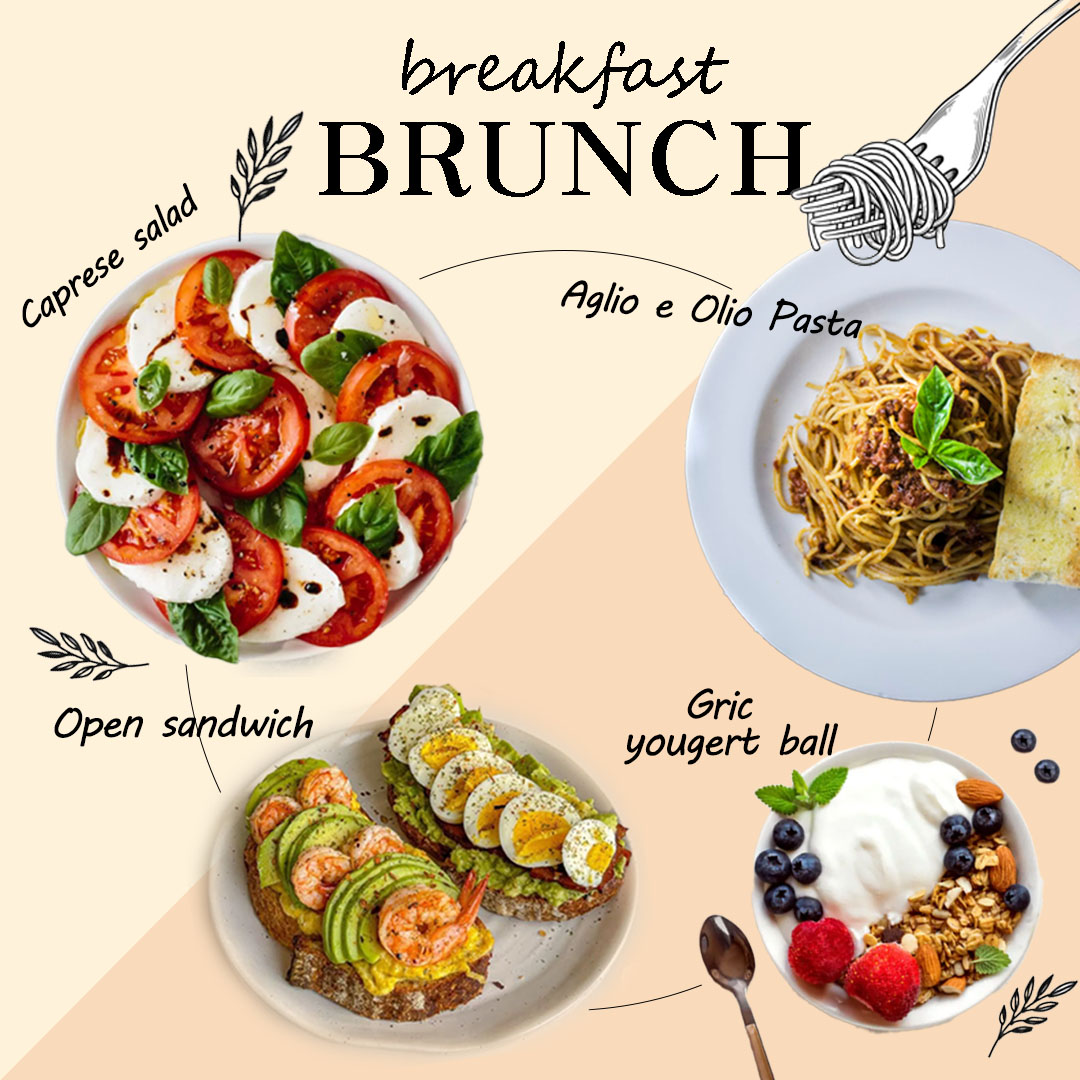 breakfast
BRUNCH
Caprese salad
Aglio e Olio Pasta
Open sandwich
Gric
yougert ball